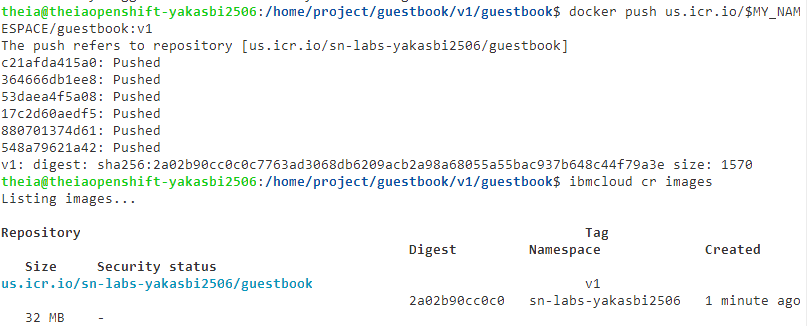 theia@theiaopenshift-yakasbi2506:/home/project/guestbook/v1/guestbook$ docker push us.icr.io/$MY_NAM
ESPACE/guestbook:v1
The push refers to repository [us.icr.io/sn-labs-yakasbi2506/guestbook]
c21afda415a0: Pushed
364666db1ee8: Pushed
53daea4f5a08: Pushed
17c2d60aedf5: Pushed
880701374d61: Pushed
548a79621a42: Pushed
v1: digest: sha256:2a02b90cc0c0c7763ad3068db6209acb2a98a68055a55bac937b648c44f79a3e size: 1570
theia@theiaopenshift-yakasbi2506:/home/project/guestbook/v1/guestbook$ ibmcloud cr images
Listing images...
Repository Tag
Digest Namespace Created
Size Security status
us.icr.io/sn-labs-yakasbi2506/guestbook v1
2a02b90cc0c0 sn-labs-yakasbi2506 1 minute ago
32 MB -